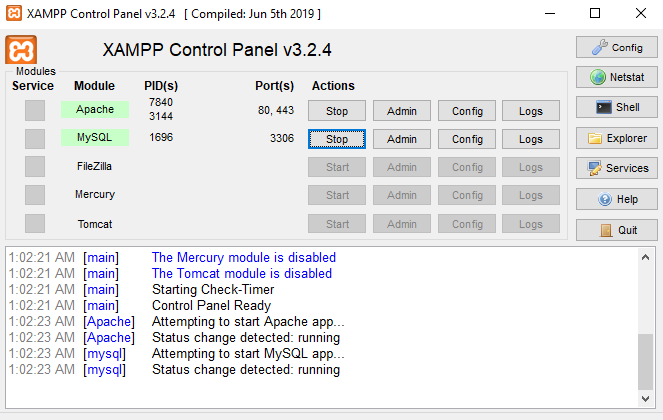 XAMPP Control Panel v3.2.4 [ Compiled: Jun 5th 2019 ]
XAMPP Control Panel v3.2.4
Config
Modules
Service Module PID(s) Port(s) Actions
Netstat
Apache 7840 3144 80, 443 Stop Admin Config Logs
Shell
MySQL 1696 3306 Stop Admin Config Logs
Explorer
FileZilla Start Admin Config Logs
Services
Mercury Start Admin Config Logs
Help
Tomcat Start Admin Config Logs
Quit
1:02:21 AM [main] The Mercury module is disabled
1:02:21 AM [main] The Tomcat module is disabled
1:02:21 AM [main] Starting Check-Timer
1:02:21 AM [main] Control Panel Ready
1:02:23 AM [Apache] Attempting to start Apache app...
1:02:23 AM [Apache] Status change detected: running
1:02:23 AM [mysql] Attempting to start MySQL app...
1:02:23 AM [mysql] Status change detected: running